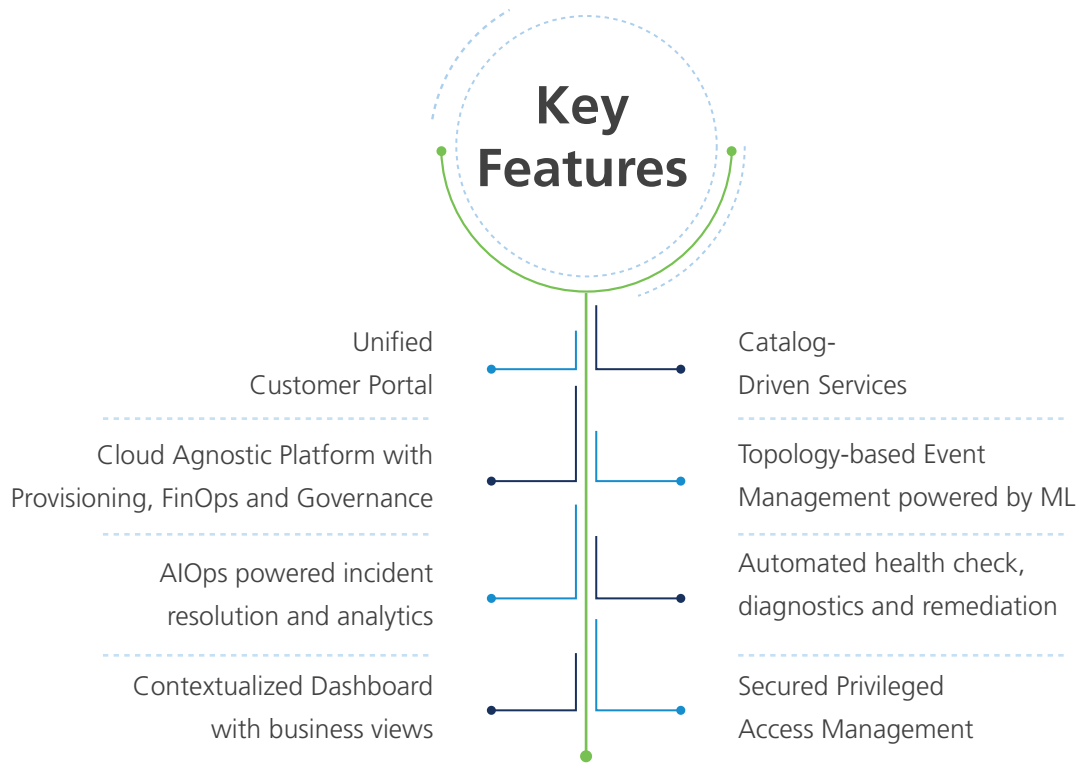 Key
Features
Unified
Customer Portal
Catalog-
Driven Services
Cloud Agnostic Platform with
Provisioning, FinOps and Governance
Topology-based Event
Management powered by ML
AIOps powered incident
resolution and analytics
Automated health check,
diagnostics and remediation
Contextualized Dashboard
with business views
Secured Privileged
Access Management